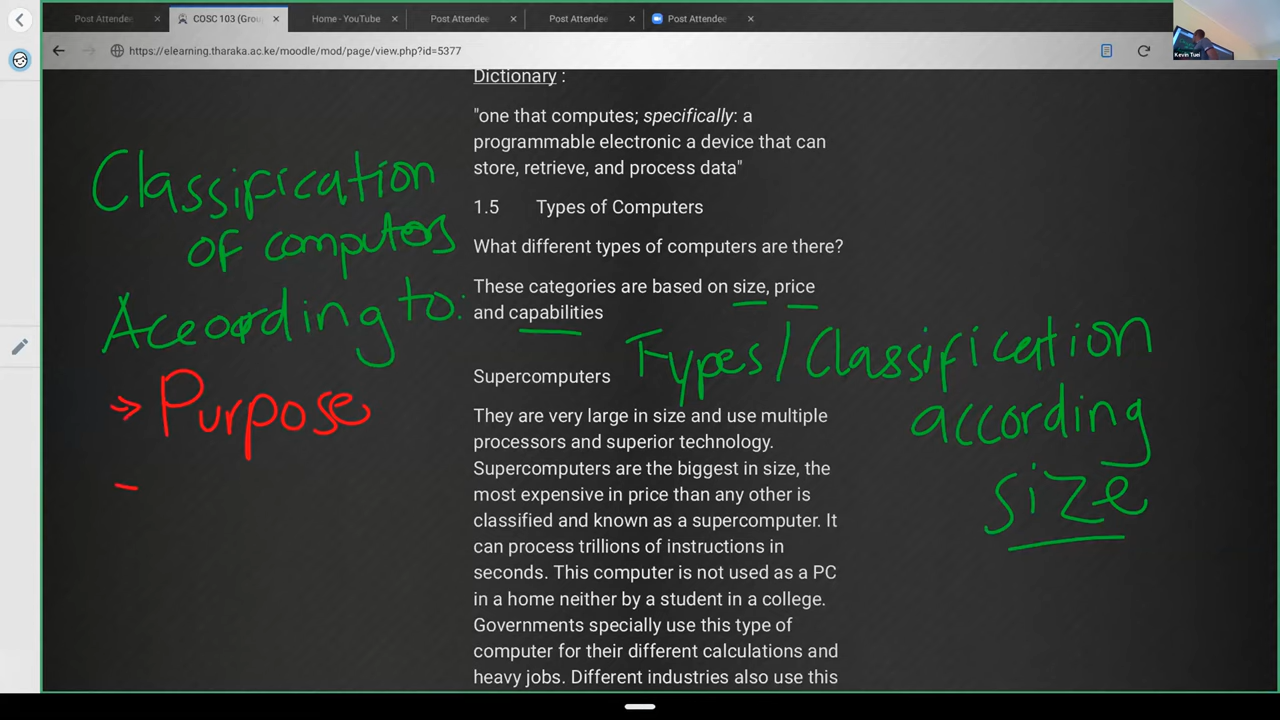 Post Attendee
COSC 103 (Grou
Home - YouTube
Post Attendee
Post Attendee
Post Attendee
https://elearning.tharaka.ac.ke/moodle/mod/page/view.php?id=5377
Kevin Tuei
Dictionary :
"one that computes; specifically: a
programmable electronic a device that can
store, retrieve, and process data"
1.5 Types of Computers
What different types of computers are there?
These categories are based on size, price
and capabilities
Supercomputers
They are very large in size and use multiple
processors and superior technology.
Supercomputers are the biggest in size, the
most expensive in price than any other is
classified and known as a supercomputer. It
can process trillions of instructions in
seconds. This computer is not used as a PC
in a home neither by a student in a college.
Governments specially use this type of
computer for their different calculations and
heavy jobs. Different industries also use this
Classification
of computers
According to:
→ Purpose
-
Types/Classification
according
size